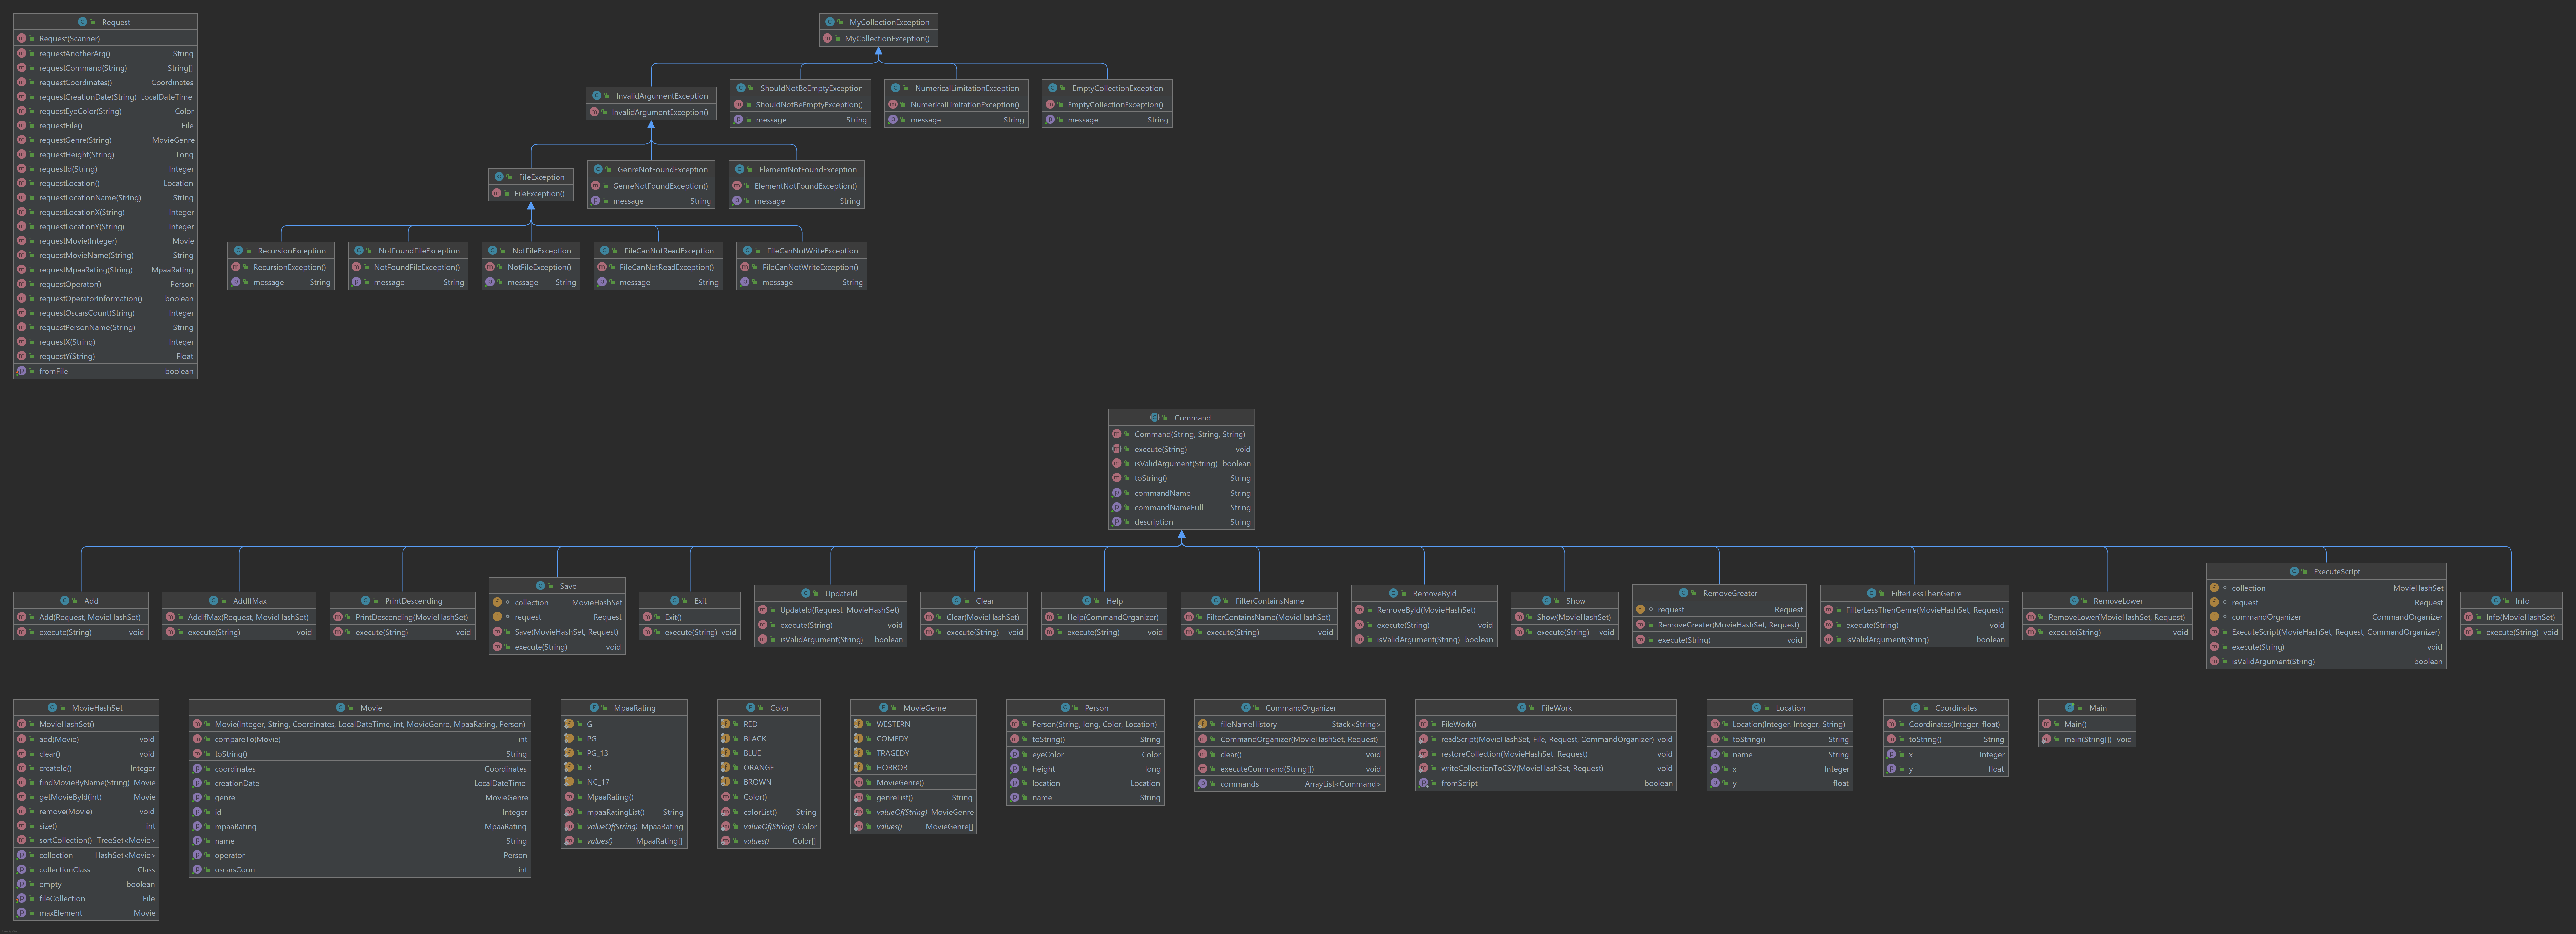 Request
Request(Scanner)
requestAnotherArg() String
requestCommand(String) String[]
requestCoordinates() Coordinates
requestCreationDate(String) LocalDateTime
requestEyeColor(String) Color
requestFile() File
requestGenre(String) MovieGenre
requestHeight(String) Long
requestId(String) Integer
requestLocation() Location
requestLocationName(String) String
requestLocationX(String) Integer
requestLocationY(String) Integer
requestMovie(Integer) Movie
requestMovieName(String) String
requestMpaaRating(String) MpaaRating
requestOperator() Person
requestOperatorInformation() boolean
requestOscarsCount(String) Integer
requestPersonName(String) String
requestX(String) Integer
requestY(String) Float
fromFile boolean
MyCollectionException
MyCollectionException()
InvalidArgumentException
InvalidArgumentException()
ShouldNotBeEmptyException
ShouldNotBeEmptyException()
message String
NumericalLimitationException
NumericalLimitationException()
message String
EmptyCollectionException
EmptyCollectionException()
message String
FileException
FileException()
GenreNotFoundException
GenreNotFoundException()
message String
ElementNotFoundException
ElementNotFoundException()
message String
RecursionException
RecursionException()
message String
NotFoundFileException
NotFoundFileException()
message String
NotFileException
NotFileException()
message String
FileCanNotReadException
FileCanNotReadException()
message String
FileCanNotWriteException
FileCanNotWriteException()
message String
Command
Command(String, String, String)
execute(String) void
isValidArgument(String) boolean
toString() String
commandName String
commandNameFull String
description String
Add
Add(Request, MovieHashSet)
execute(String) void
AddIfMax
AddIfMax(Request, MovieHashSet)
execute(String) void
PrintDescending
PrintDescending(MovieHashSet)
execute(String) void
Save
collection MovieHashSet
request Request
Save(MovieHashSet, Request)
execute(String) void
Exit
Exit()
execute(String) void
UpdateId
UpdateId(Request, MovieHashSet)
execute(String) void
isValidArgument(String) boolean
Clear
Clear(MovieHashSet)
execute(String) void
Help
Help(CommandOrganizer)
execute(String) void
FilterContainsName
FilterContainsName(MovieHashSet)
execute(String) void
RemoveById
RemoveById(MovieHashSet)
execute(String) void
isValidArgument(String) boolean
Show
Show(MovieHashSet)
execute(String) void
RemoveGreater
request Request
RemoveGreater(MovieHashSet, Request)
execute(String) void
FilterLessThenGenre
FilterLessThenGenre(MovieHashSet, Request)
execute(String) void
isValidArgument(String) boolean
RemoveLower
RemoveLower(MovieHashSet, Request)
execute(String) void
ExecuteScript
collection MovieHashSet
request Request
commandOrganizer CommandOrganizer
ExecuteScript(MovieHashSet, Request, CommandOrganizer)
execute(String) void
isValidArgument(String) boolean
Info
Info(MovieHashSet)
execute(String) void
MovieHashSet
MovieHashSet()
add(Movie) void
clear() void
createId() Integer
findMovieByName(String) Movie
getMovieById(int) Movie
remove(Movie) void
size() int
sortCollection() TreeSet<Movie>
collection HashSet<Movie>
collectionClass Class
empty boolean
fileCollection File
maxElement Movie
Movie
Movie(Integer, String, Coordinates, LocalDateTime, int, MovieGenre, MpaaRating, Person)
compareTo(Movie) int
toString() String
coordinates Coordinates
creationDate LocalDateTime
genre MovieGenre
id Integer
mpaaRating MpaaRating
name String
operator Person
oscarsCount int
MpaaRating
G
PG
PG_13
R
NC_17
MpaaRating()
mpaaRatingList() String
valueOf(String) MpaaRating
values() MpaaRating[]
Color
RED
BLACK
BLUE
ORANGE
BROWN
Color()
colorList() String
valueOf(String) Color
values() Color[]
MovieGenre
WESTERN
COMEDY
TRAGEDY
HORROR
MovieGenre()
genreList() String
valueOf(String) MovieGenre
values() MovieGenre[]
Person
Person(String, long, Color, Location)
toString() String
eyeColor Color
height long
location Location
name String
CommandOrganizer
fileNameHistory Stack<String>
CommandOrganizer(MovieHashSet, Request)
clear() void
executeCommand(String[]) void
commands ArrayList<Command>
FileWork
FileWork()
readScript(MovieHashSet, File, Request, CommandOrganizer) void
restoreCollection(MovieHashSet, Request) void
writeCollectionToCSV(MovieHashSet, Request) void
fromScript boolean
Location
Location(Integer, Integer, String)
toString() String
name String
x Integer
y float
Coordinates
Coordinates(Integer, float)
toString() String
x Integer
y float
Main
Main()
main(String[]) void